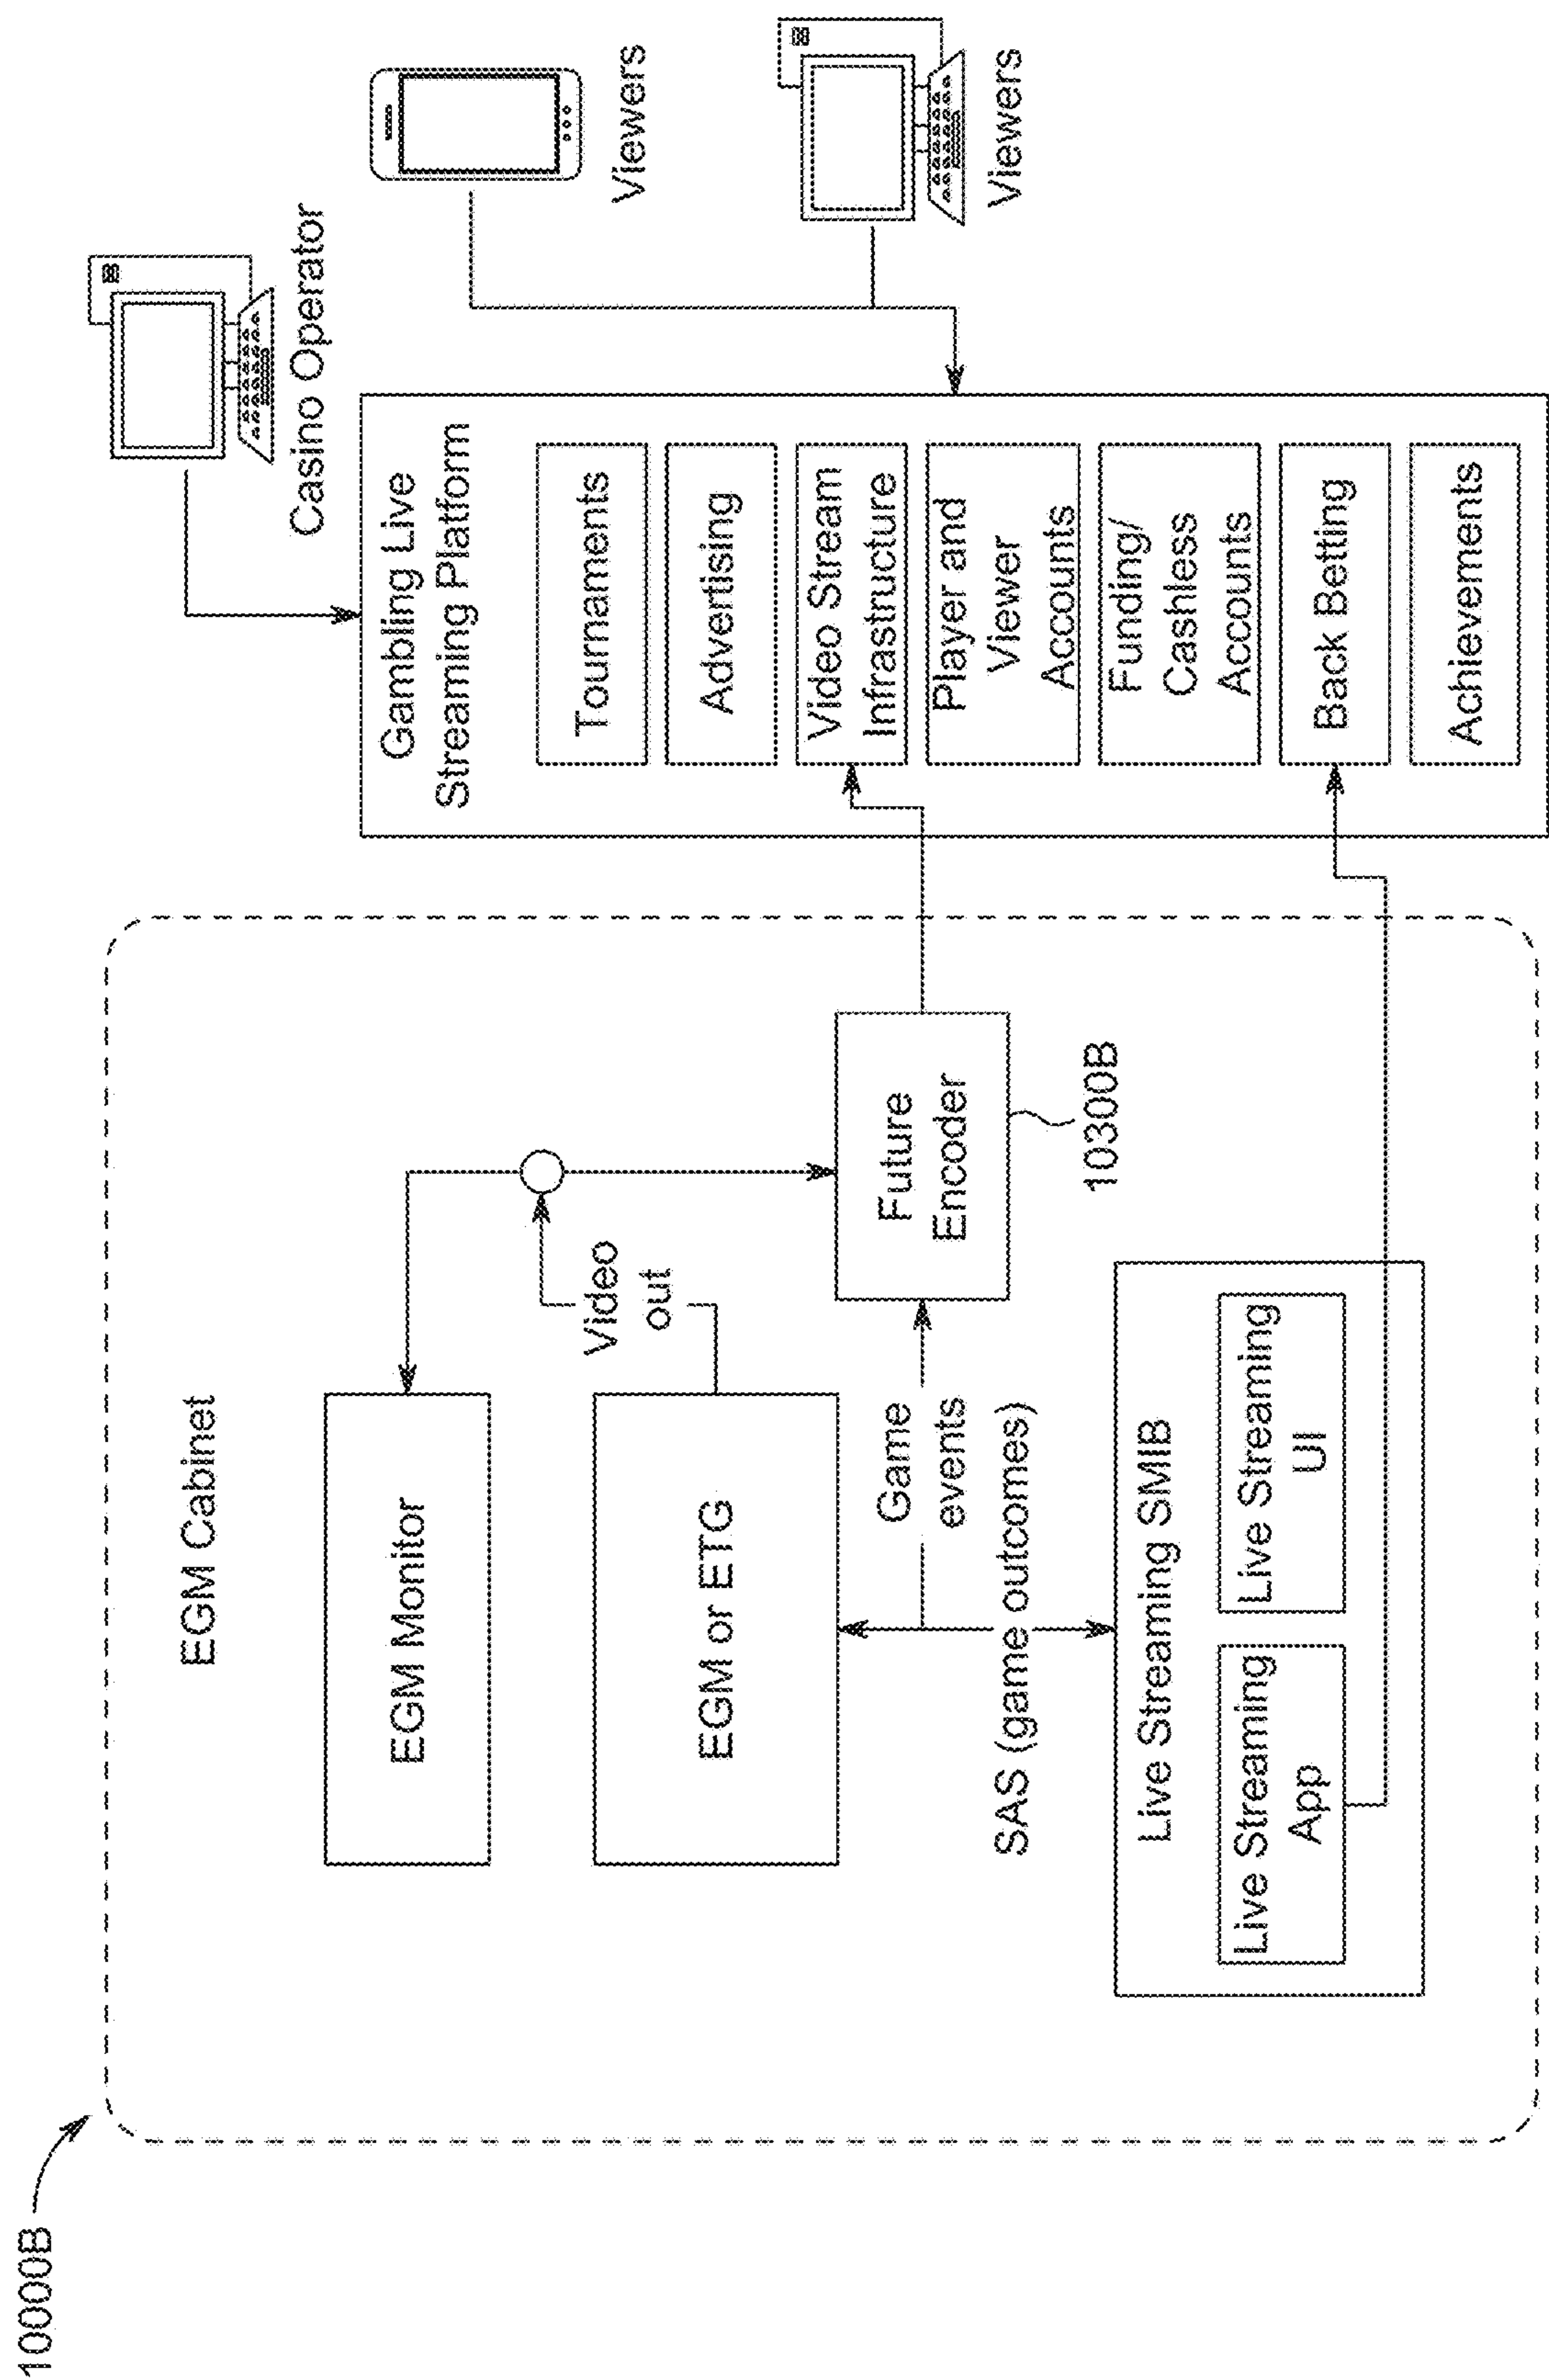 10000B
EGM Cabinet
EGM Monitor
EGM or ETG
Video
out
Game
events
SAS (game outcomes)
Future
Encoder
10300B
Live Streaming SMIB
Live Streaming
App
Live Streaming
UI
Gambling Live
Streaming Platform
Tournaments
Advertising
Video Stream
Infrastructure
Player and
Viewer
Accounts
Funding/
Cashless
Accounts
Back Betting
Achievements
Casino Operator
Viewers
Viewers